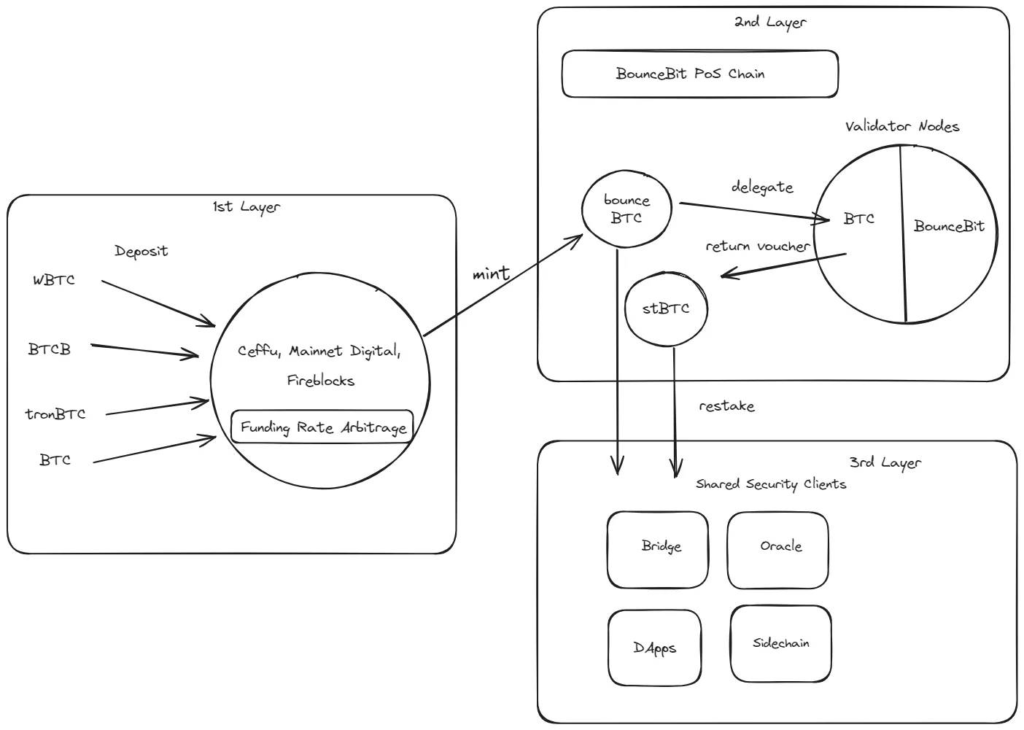 1st Layer
Deposit
wBTC
BTCB
tronBTC
BTC
Ceffu, Mainnet Digital,
Fireblocks
Funding Rate Arbitrage
mint
2nd Layer
BounceBit PoS Chain
Validator Nodes
bounce
BTC
delegate
BTC
BounceBit
return voucher
stBTC
restake
3rd Layer
Shared Security Clients
Bridge
Oracle
DApps
Sidechain